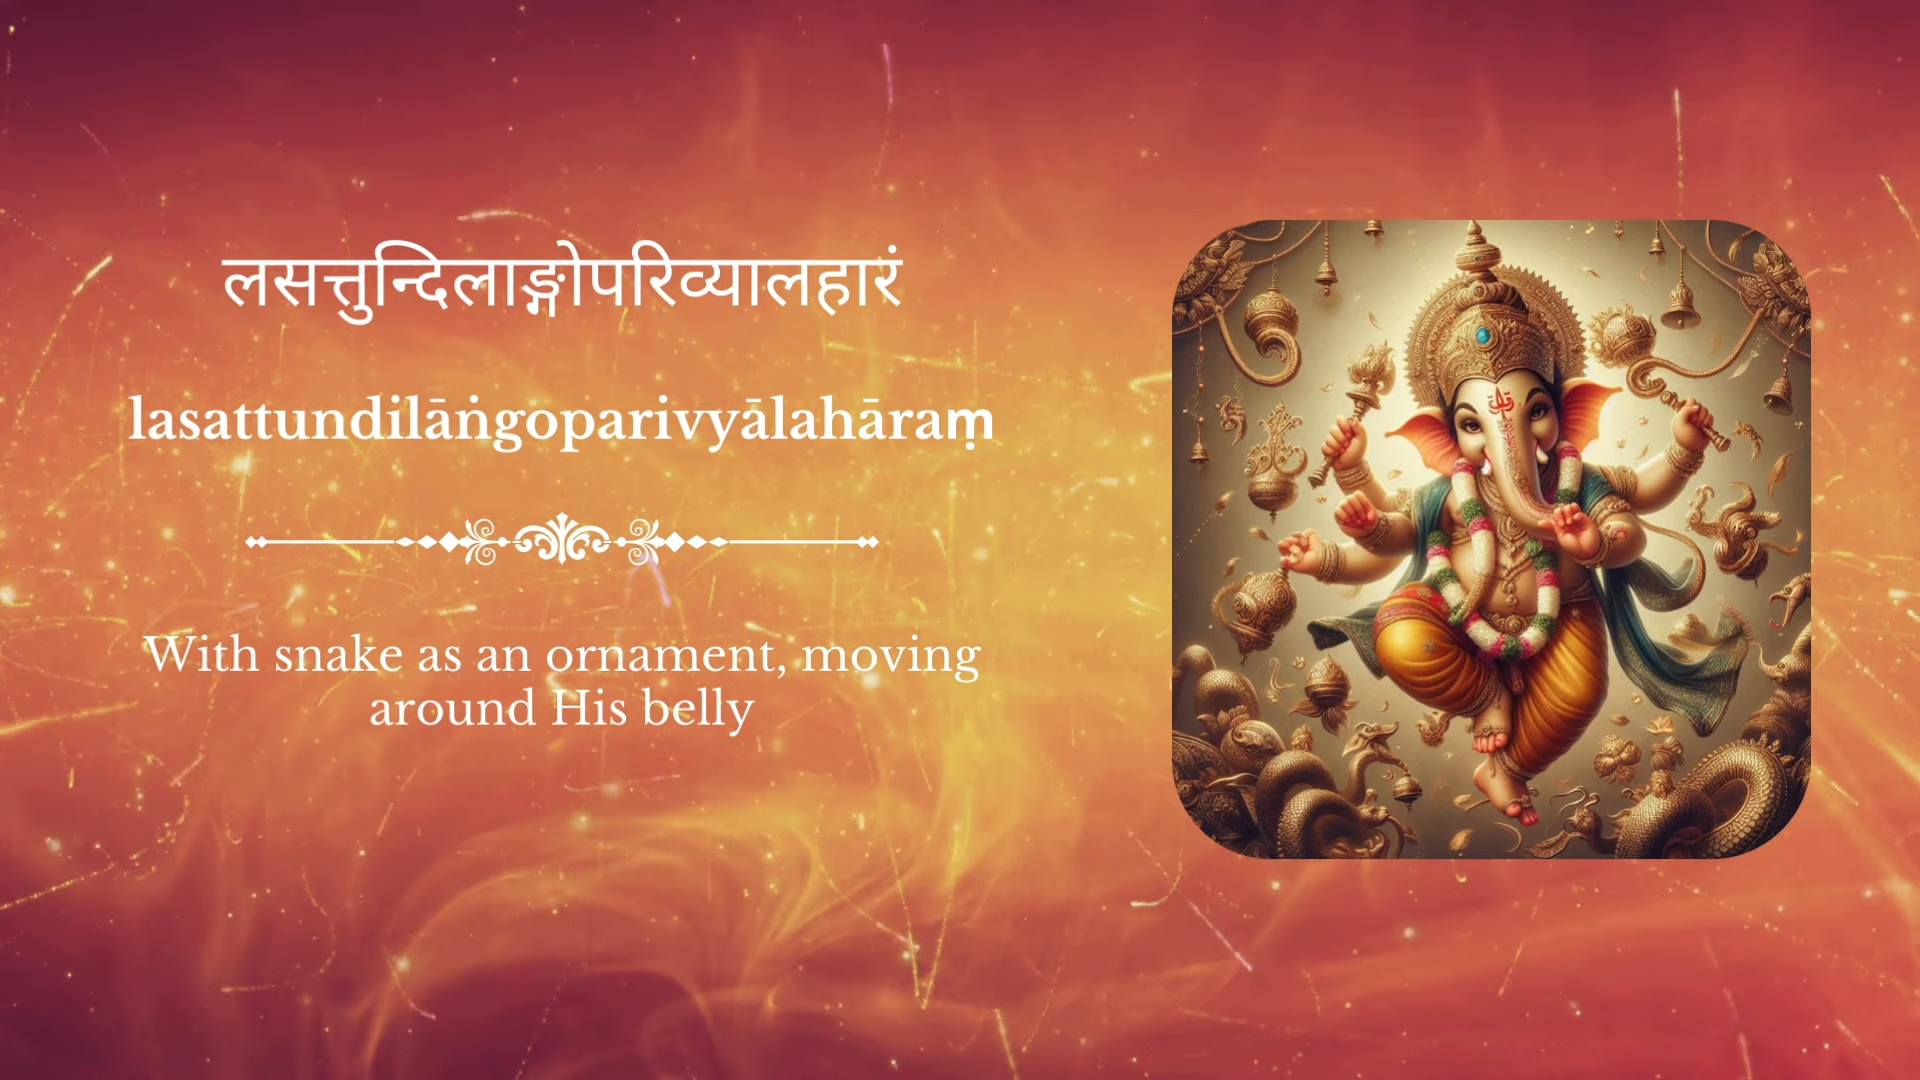 लसत्तुन्दिलाङ्गोपरिव्यालहारं
lasattundilāṅgoparivyālahāraṃ
With snake as an ornament, moving
around His belly